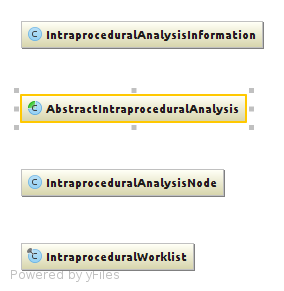 C IntraproceduralAnalysisInformation
C AbstractIntraproceduralAnalysis
C IntraproceduralAnalysisNode
C IntraproceduralWorklist
Powered by yFiles